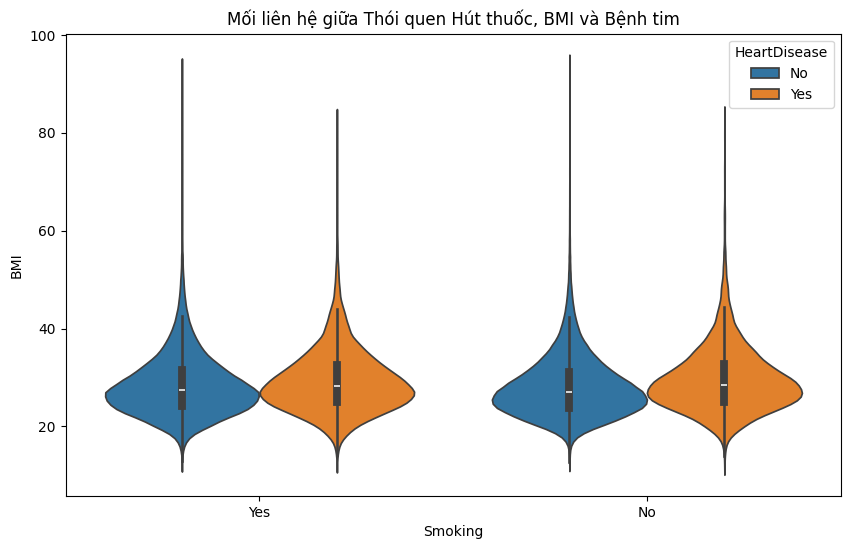 Mối liên hệ giữa Thói quen Hút thuốc, BMI và Bệnh tim
HeartDisease
No
Yes
BMI
100
80
60
40
20
Yes
No
Smoking